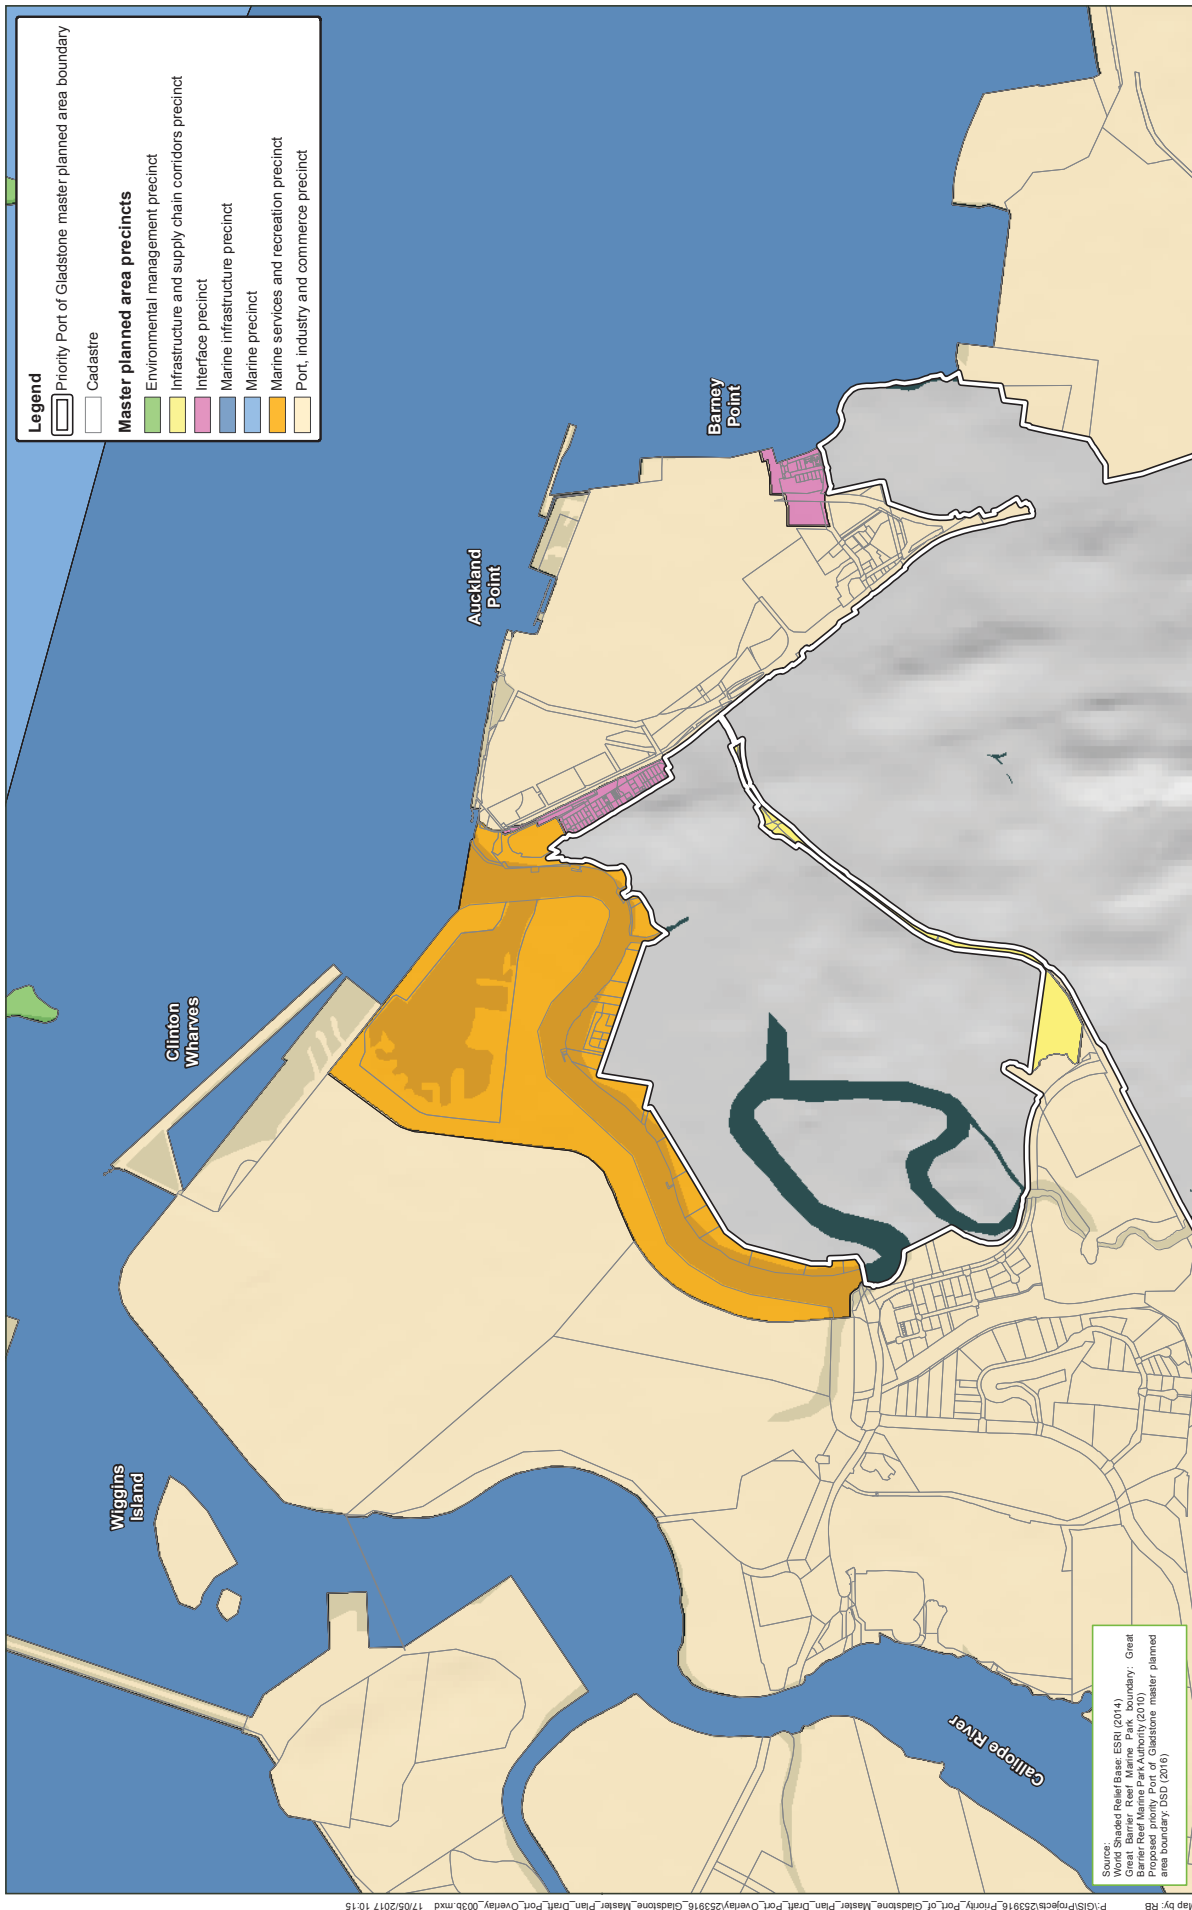 Legend
Priority Port of Gladstone master planned area boundary
Cadastre
Master planned area precincts
Environmental management precinct
Infrastructure and supply chain corridors precinct
Interface precinct
Marine infrastructure precinct
Marine precinct
Marine services and recreation precinct
Port, industry and commerce precinct
Wiggins
Island
Clinton
Wharves
Auckland
Point
Barney
Point
Calliope River
Source:
World Shaded Relief Base: ESRI (2014)
Great Barrier Reef Marine Park boundary: Great
Barrier Reef Marine Park Authority (2010)
Proposed priority Port of Gladstone master planned
area boundary: DSD (2016)
P:\GIS\Projects\253916_Priority_Port_of_Gladstone_Master_Plan_Draft_Port_Overlay\253916_Gladstone_Master_Plan_Draft_Port_Overlay_003b.mxd 17/05/2017 10:15
Map by: RB